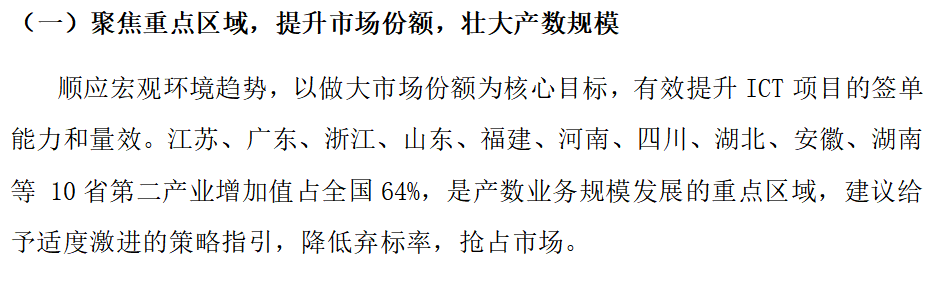 （一）聚焦重点区域，提升市场份额，壮大产数规模
顺应宏观环境趋势，以做大市场份额为核心目标，有效提升 ICT 项目的签单
能力和量效。江苏、广东、浙江、山东、福建、河南、四川、湖北、安徽、湖南
等 10 省第二产业增加值占全国 64%，是产数业务规模发展的重点区域，建议给
予适度激进的策略指引，降低弃标率，抢占市场。